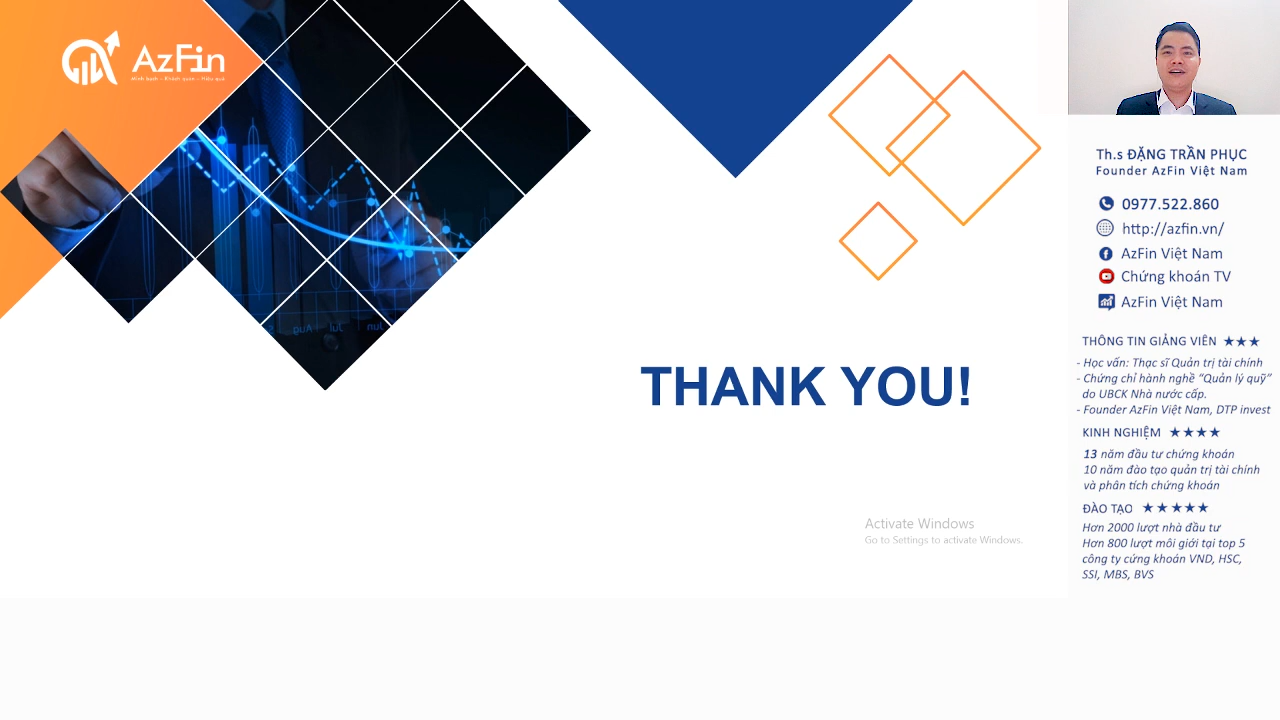 AzFin
Minh bạch - Khách quan - Hiệu quả
THANK YOU!
Activate Windows
Go to Settings to activate Windows.
Th.s ĐẶNG TRẦN PHỤC
Founder AzFin Việt Nam
0977.522.860
http://azfin.vn/
AzFin Việt Nam
Chứng khoán TV
AzFin Việt Nam
THÔNG TIN GIẢNG VIÊN ★★★
- Học vấn: Thạc sĩ Quản trị tài chính
- Chứng chỉ hành nghề “Quản lý quỹ”
do UBCK Nhà nước cấp.
- Founder AzFin Việt Nam, DTP invest
KINH NGHIỆM ★★★★
13 năm đầu tư chứng khoán
10 năm đào tạo quản trị tài chính
và phân tích chứng khoán
ĐÀO TẠO ★★★★★
Hơn 2000 lượt nhà đầu tư
Hơn 800 lượt môi giới tại top 5
công ty cứng khoán VND, HSC,
SSI, MBS, BVS
Aug
Jul
Jun